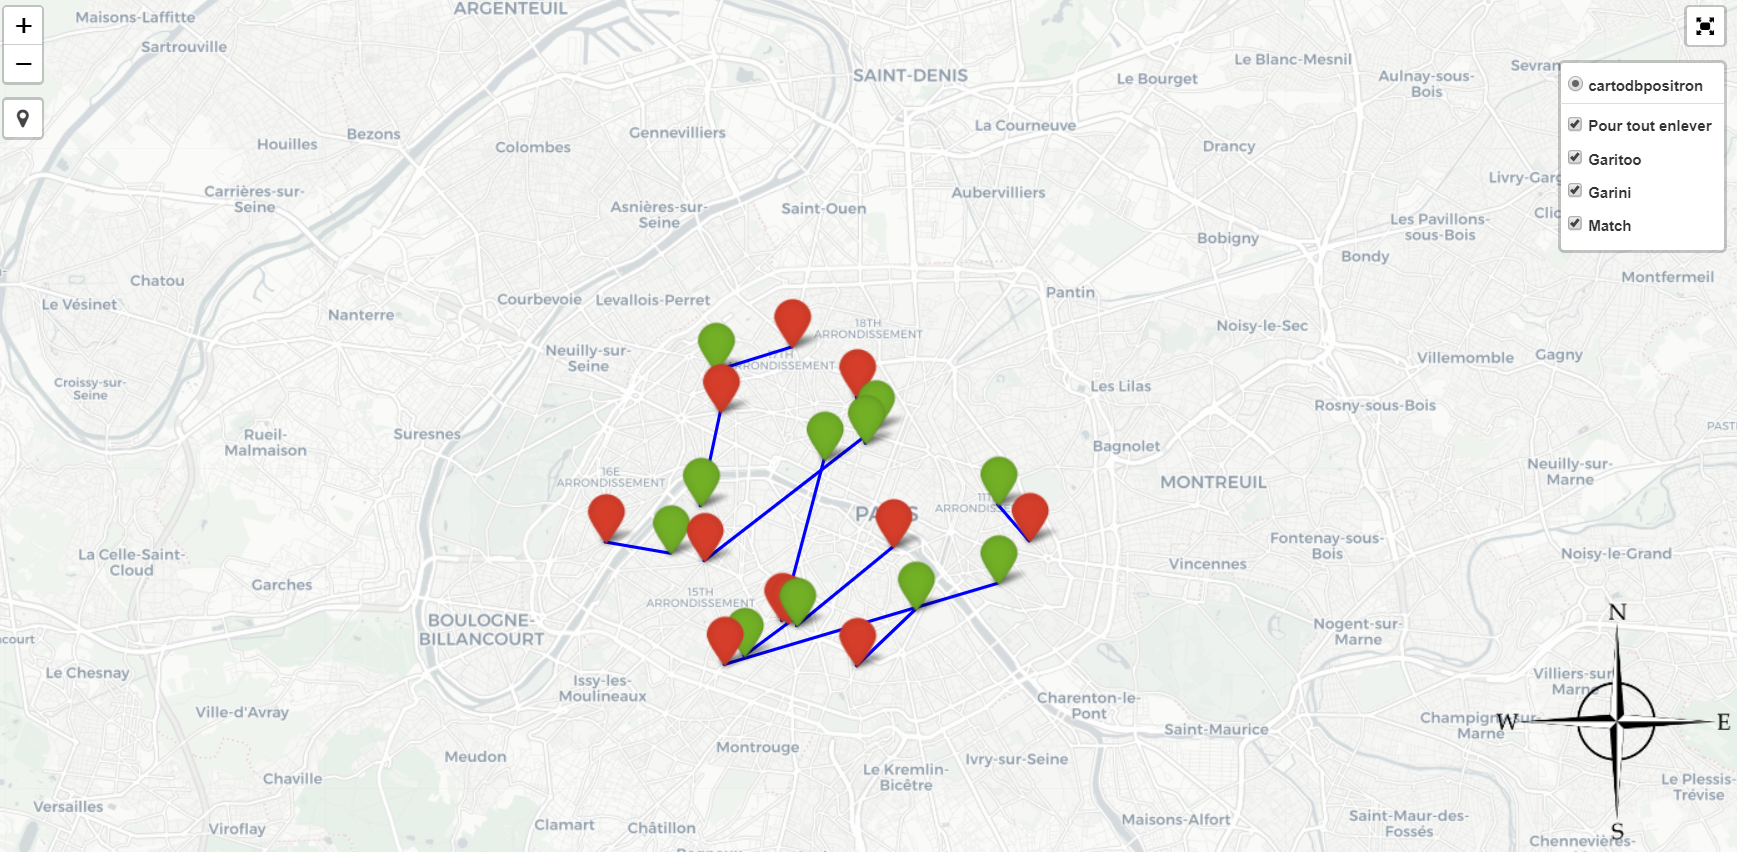 ARGENTEUIL
Maisons-Laffitte
+
Sartrouville
−
SAINT-DENIS
Le Blanc-Mesnil
Sevran
Le Bourget
Aulnay-sous-
Bois
cartodbpositron
Pour tout enlever
Garitoo
Garini
Match
Bezons
Houilles
Gennevilliers
Colombes
La Courneuve
Drancy
Carrières-sur-
Seine
Asnières-sur-
Seine
Saint-Ouen
Aubervilliers
Livry-Garg
Les Pavillons-
sous-Bois
Clic
Bobigny
Bondy
Montfermeil
Chatou
Le Vésinet
Nanterre
Courbevoie
Levallois-Perret
Pantin
18TH
ARRONDISSEMENT
Noisy-le-Sec
Neuilly-sur-
Seine
17TH
ARRONDISSEMENT
Villemomble
Gagny
Croissy-sur-
Seine
Les Lilas
Rosny-sous-Bois
Rueil-
Malmaison
Suresnes
Bagnolet
PAST
Neuilly-sur-
Marne
16E
ARRONDISSEMENT
MONTREUIL
11T
ARRONDISSE
PA
S
La Celle-Saint-
Cloud
Garches
Fontenay-sous-
Bois
Noisy-le-Grand
Vincennes
15TH
ARRONDISSEMENT
BOULOGNE-
BILLANCOURT
ncourt
Nogent-sur-
Marne
N
Le Chesnay
Issy-les-
Moulineaux
Villiers-sur
Marne
Ville-d'Avray
Charenton-le-
Pont
Saint-Maurice
Champigny-sur-
Marne
W
E
Meudon
Montrouge
Ivry-sur-Seine
Le Kremlin-
Bicêtre
Chaville
Le Plessis-
Trévise
Versailles
Viroflay
Clamart
Châtillon
Maisons-Alfort
Saint-Maur-des-
Fossés
S
Chennevières-